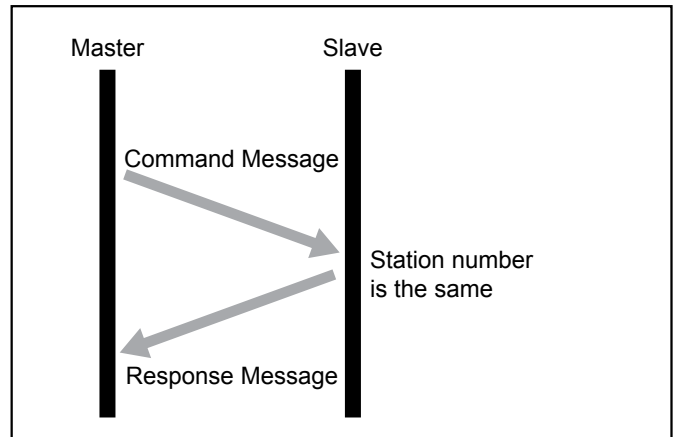 Master
Slave
Command Message
Station number
is the same
Response Message